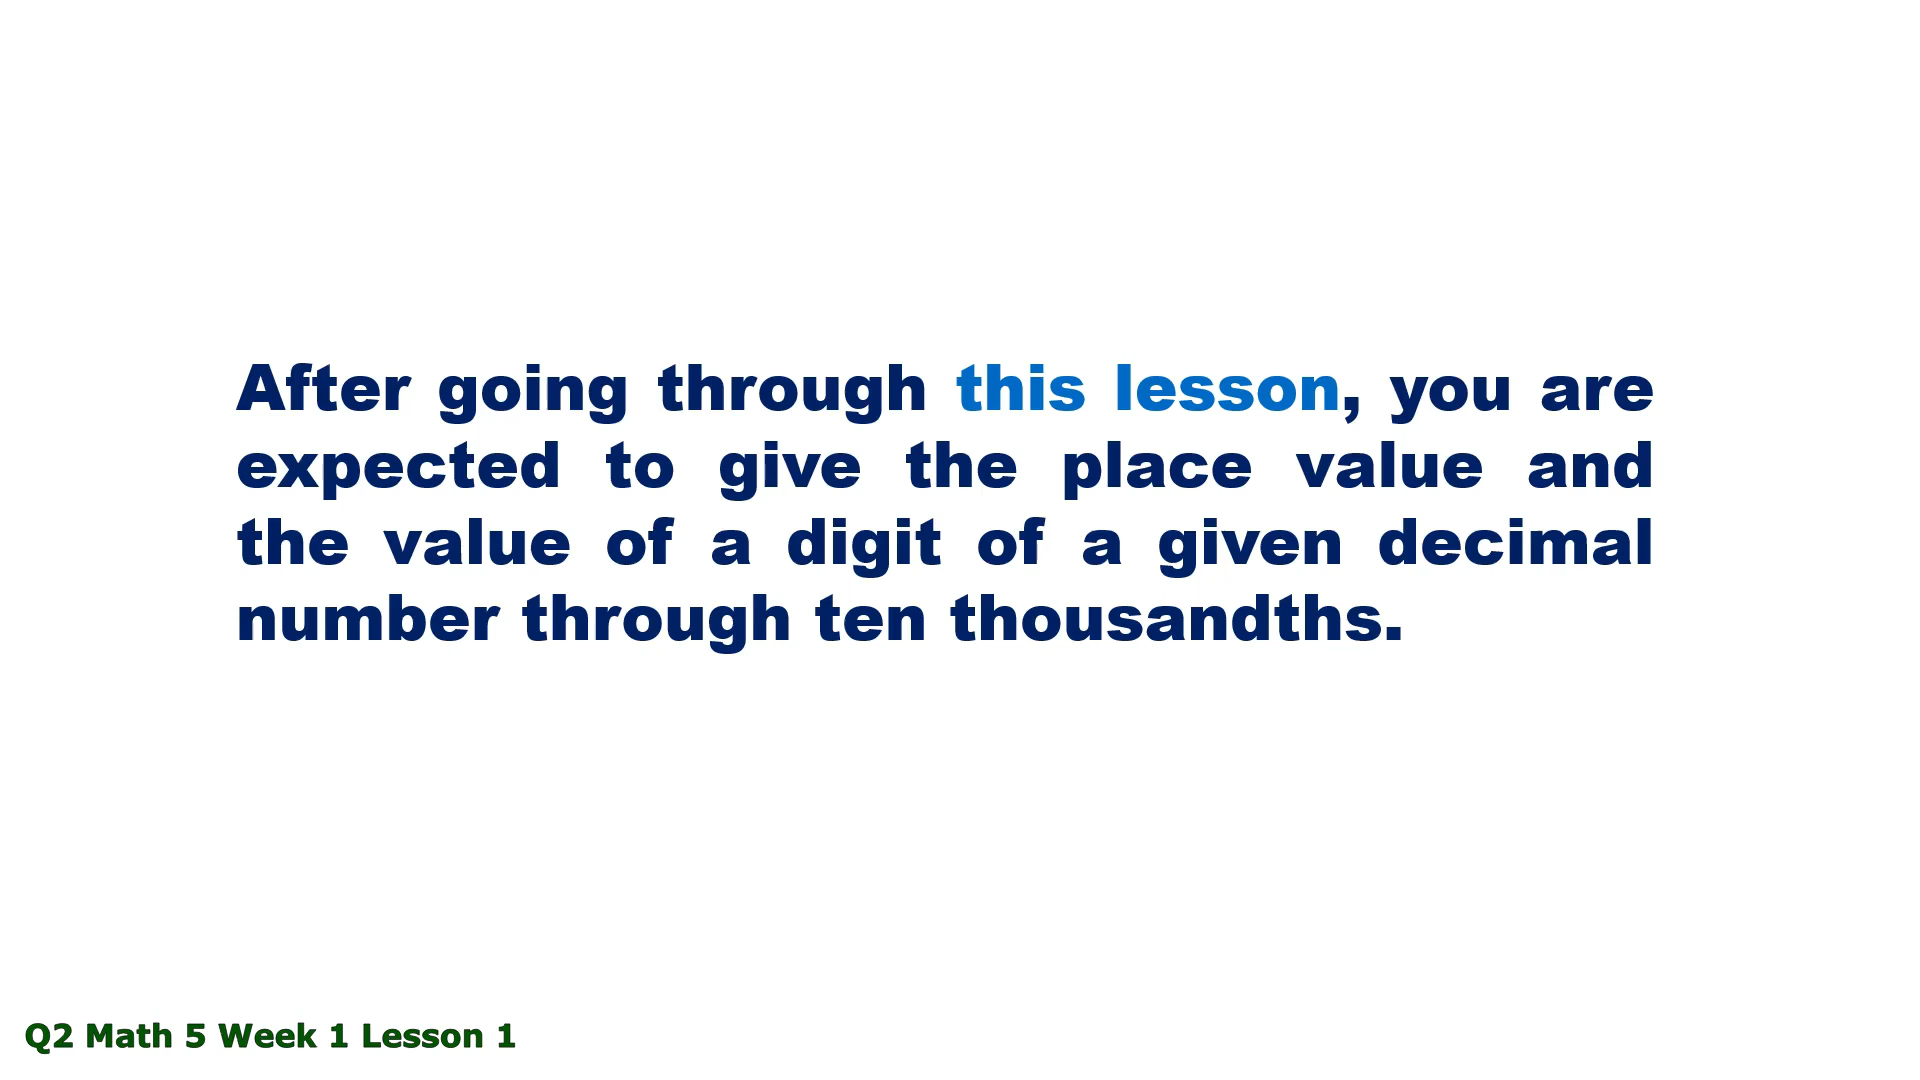 After going through this lesson, you are
expected to give the place value and
the value of a digit of a given decimal
number through ten thousandths.
Q2 Math 5 Week 1 Lesson 1